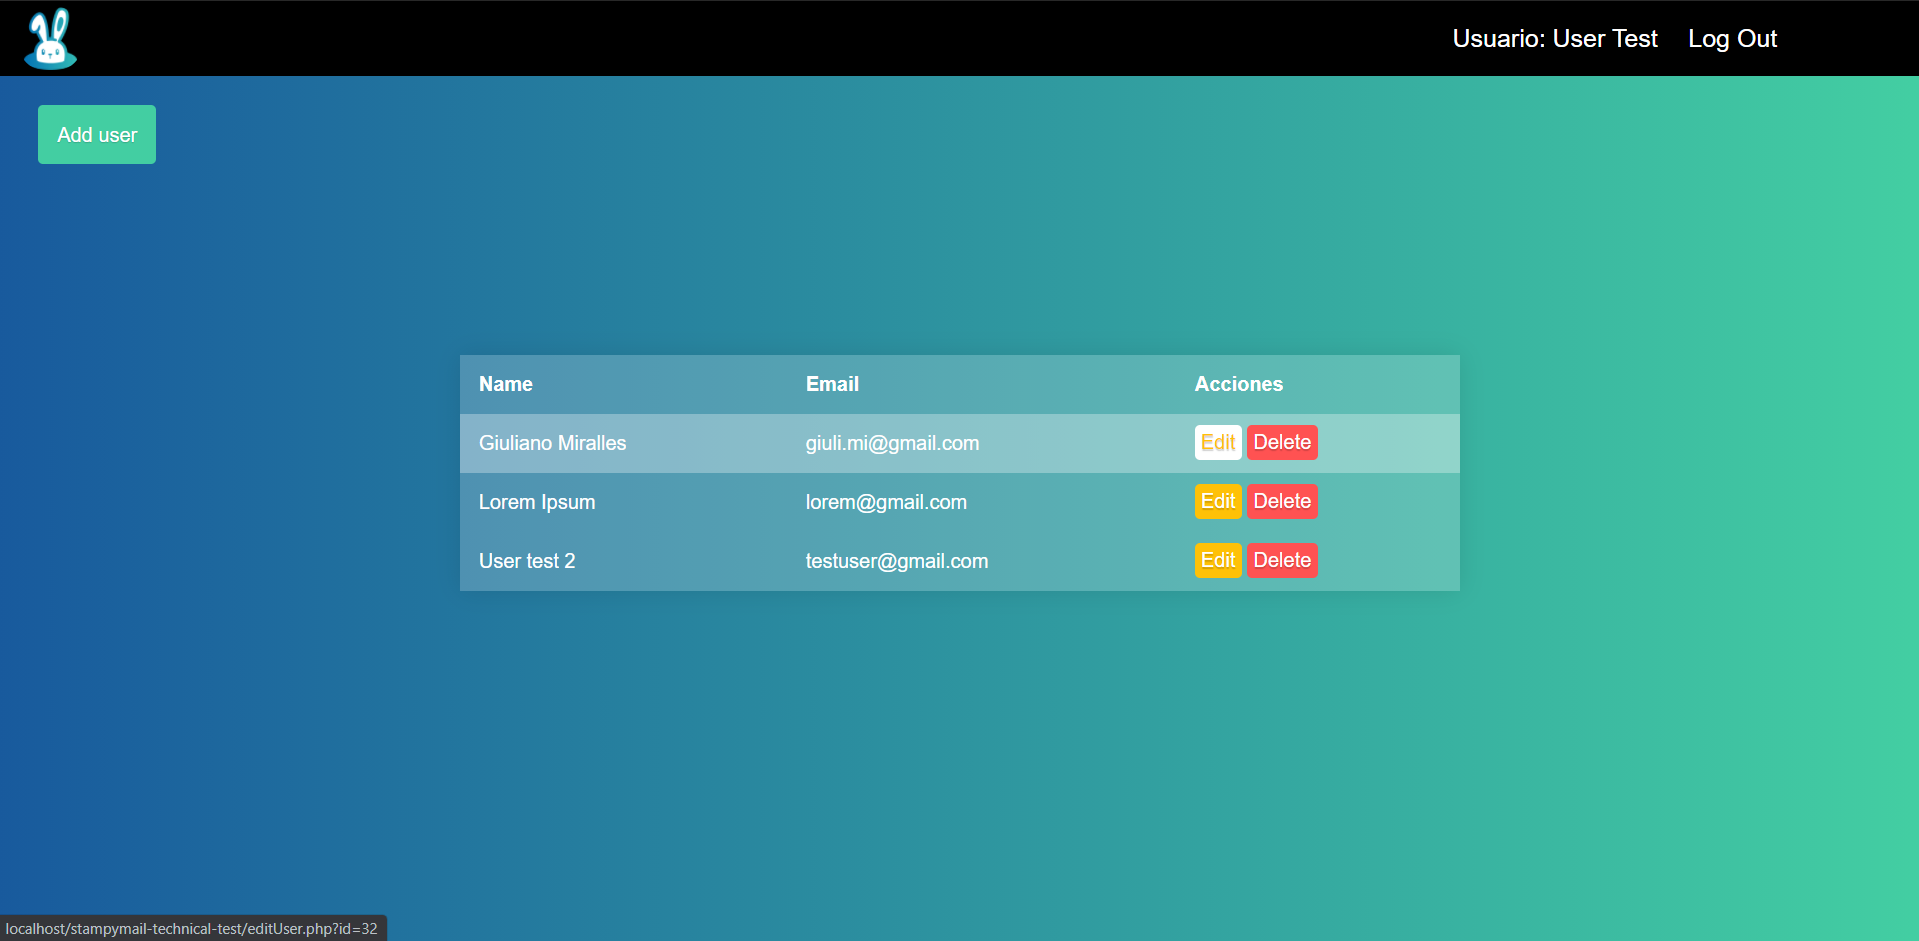 Usuario: User Test Log Out
Add user
Name Email Acciones
Giuliano Miralles giuli.mi@gmail.com Edit Delete
Lorem Ipsum lorem@gmail.com Edit Delete
User test 2 testuser@gmail.com Edit Delete
localhost/stampymail-technical-test/editUser.php?id=32